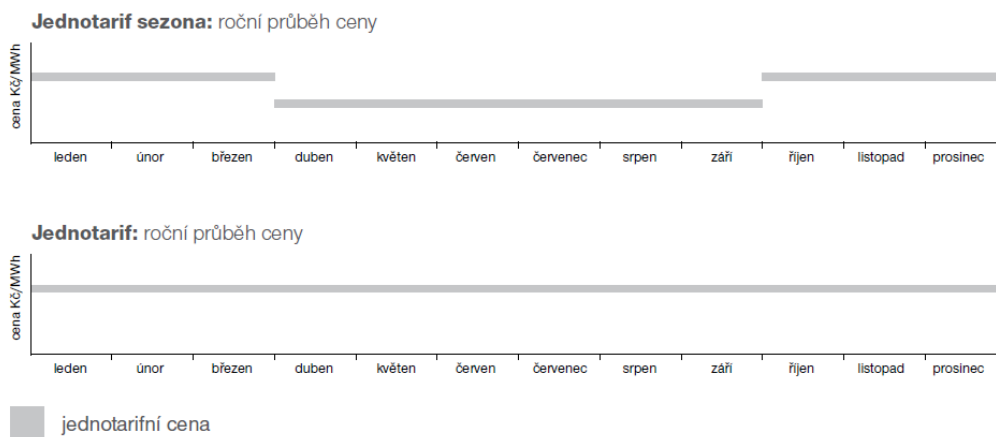 Jednotarif sezona: roční průběh ceny
cena Kč/MWh
leden únor březen duben květen červen červenec srpen září říjen listopad prosinec
Jednotarif: roční průběh ceny
cena Kč/MWh
leden únor březen duben květen červen červenec srpen září říjen listopad prosinec
jednotarifní cena